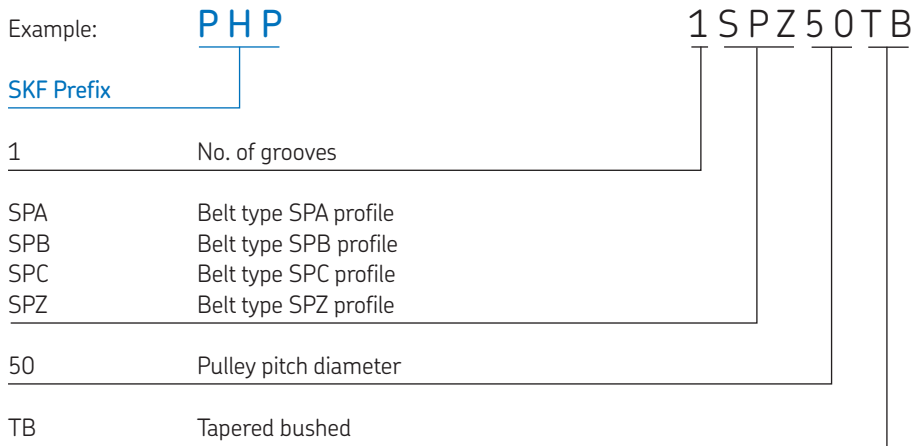 Example: PHP 1SPZ50TB
SKF Prefix
1 No. of grooves
SPA Belt type SPA profile
SPB Belt type SPB profile
SPC Belt type SPC profile
SPZ Belt type SPZ profile
50 Pulley pitch diameter
TB Tapered bushed